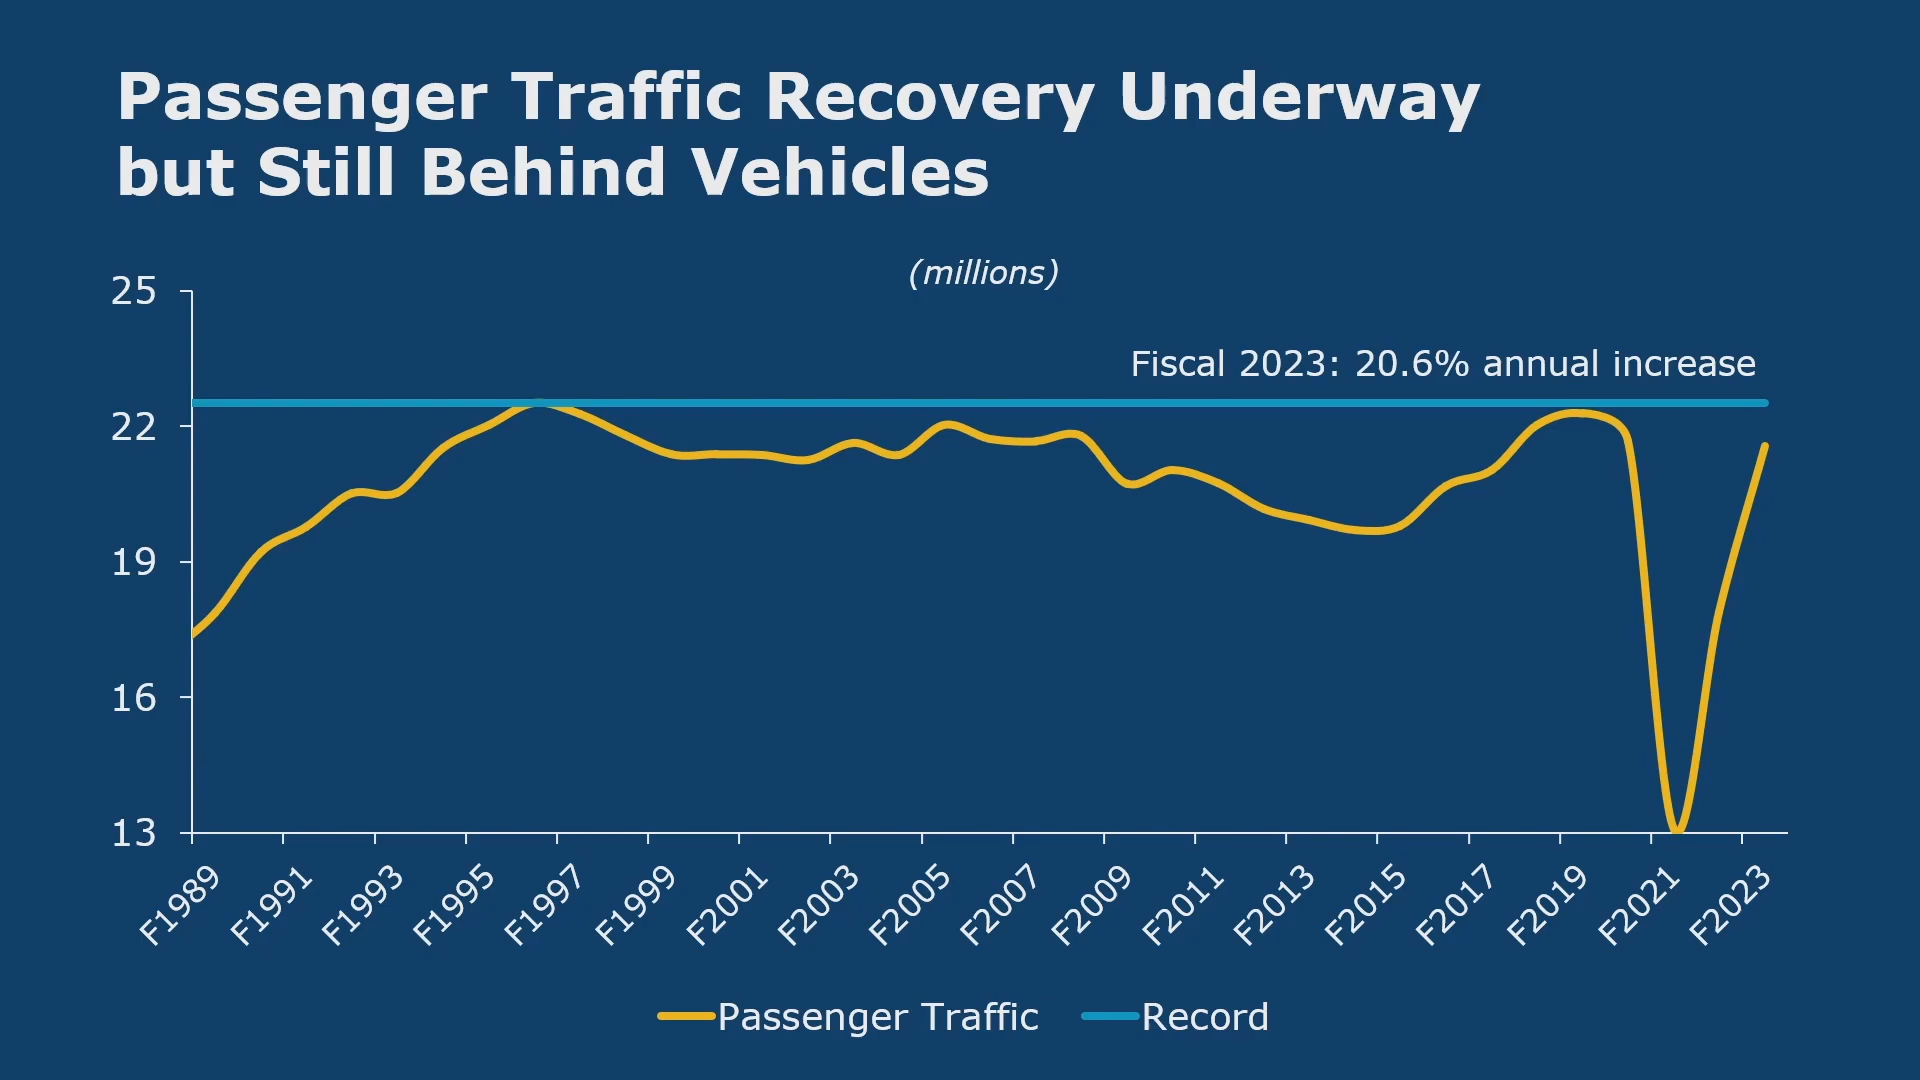 Passenger Traffic Recovery Underway
but Still Behind Vehicles
(millions)
25
22
19
16
13
Fiscal 2023: 20.6% annual increase
F1989
F1991
F1993
F1995
F1997
F1999
F2001
F2003
F2005
F2007
F2009
F2011
F2013
F2015
F2017
F2019
F2021
F2023
Passenger Traffic
Record